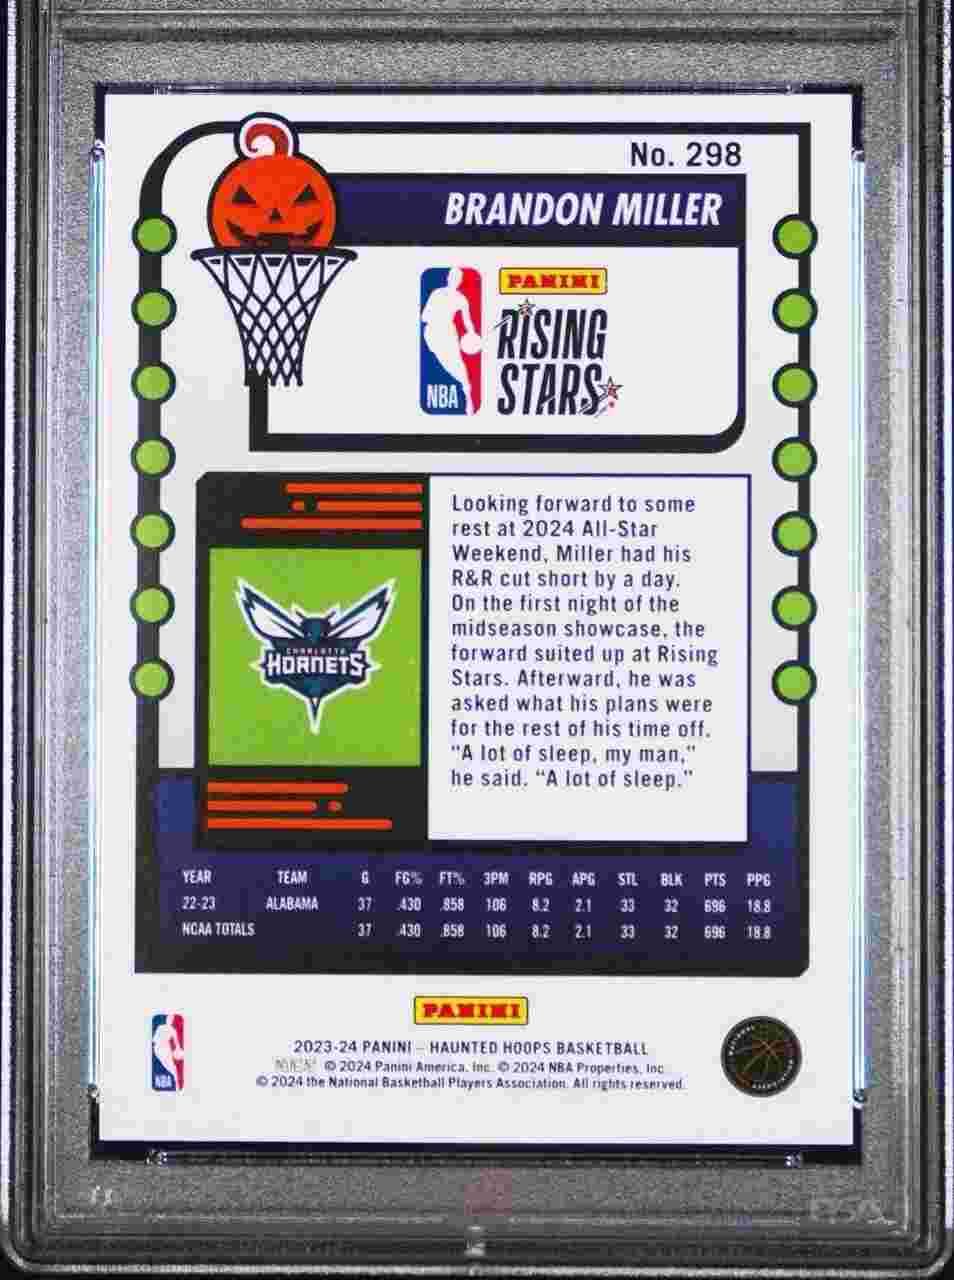 No. 298
BRANDON MILLER
PANINI
RISING
STARS
NBA
Looking forward to some
rest at 2024 All-Star
Weekend, Miller had his
R&R cut short by a day.
On the first night of the
midseason showcase, the
forward suited up at Rising
Stars. Afterward, he was
asked what his plans were
for the rest of his time off.
“A lot of sleep, my man,”
he said. “A lot of sleep.”
CHARLOTTE
HORNETS
YEAR TEAM G FG% FT% 3PM RPG APG STL BLK PTS PPG
22-23 ALABAMA 37 .430 .858 106 8.2 2.1 33 32 696 18.8
NCAA TOTALS 37 .430 .858 106 8.2 2.1 33 32 696 18.8
PANINI
2023-24 PANINI – HAUNTED HOOPS BASKETBALL
© 2024 Panini America, Inc. © 2024 NBA Properties, Inc.
© 2024 the National Basketball Players Association. All rights reserved.
NBA
PSA